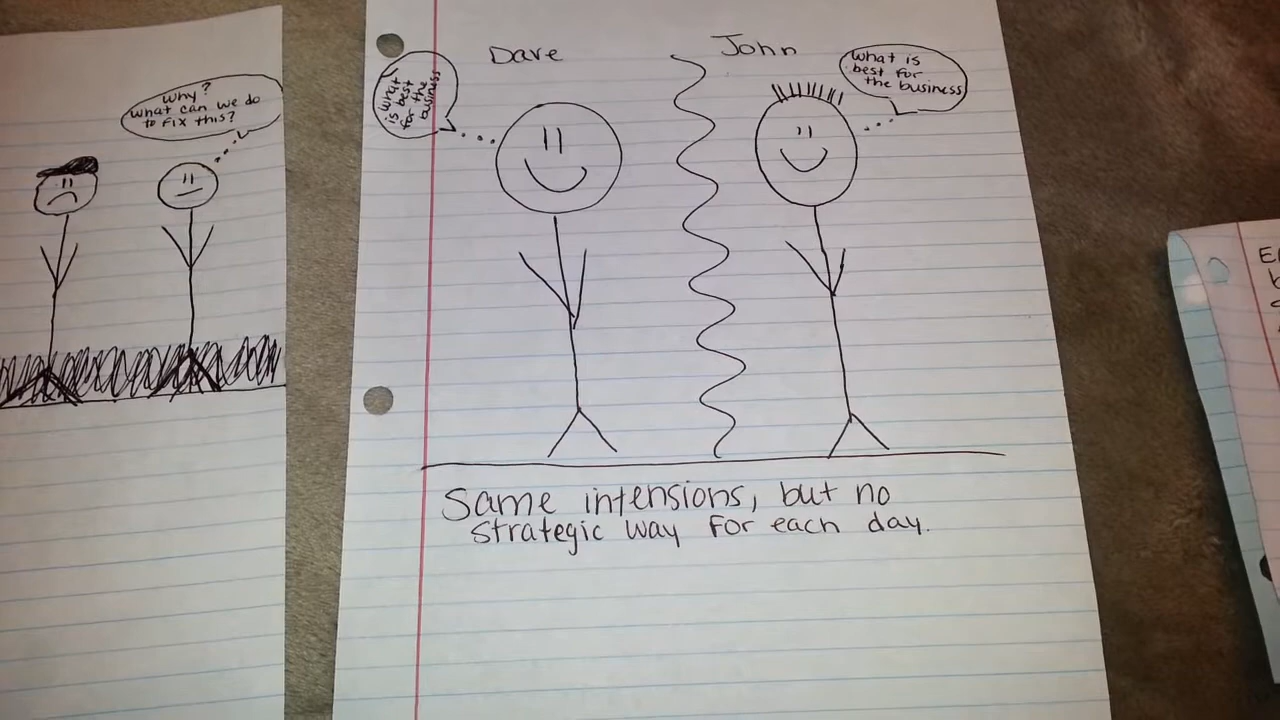 why?
what can we do
to Fix this?
Dave
what
is best
for the
business
John
what is
best for
the business
Same intensions, but no
strategic way for each day.